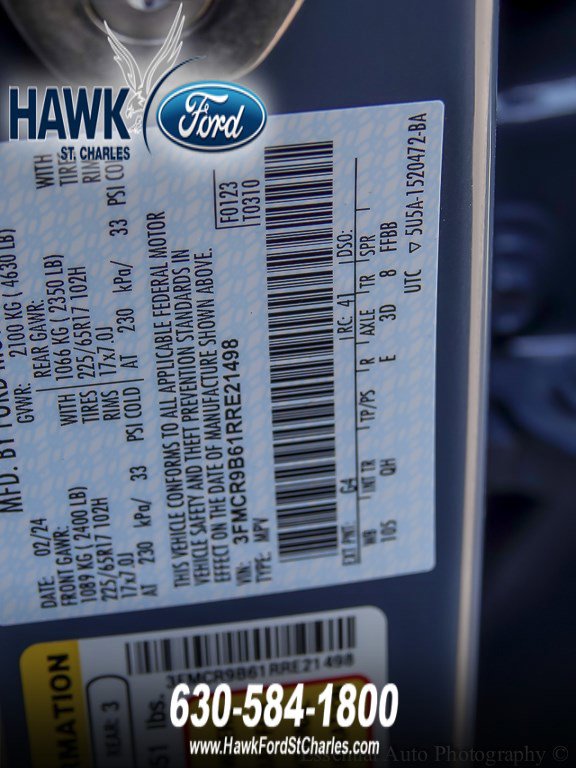 HAWK
ST. CHARLES
Ford
MFD. BY FORD
DATE: 02/24
GVWR: 2100 KG ( 4630 LB)
FRONT GAWR:
1089 KG (2400 LB)
225/65R17 102H
17x7.0J
AT 230 kPa/ 33 PSI COLD
REAR GAWR:
1066 KG ( 2350 LB)
WITH
TIRES
RIMS
225/65R17 102H
17x7.0J
AT 230 kPa/ 33 PSI COLD
WITH
TIRES
RIMS
THIS VEHICLE CONFORMS TO ALL APPLICABLE FEDERAL MOTOR
VEHICLE SAFETY AND THEFT PREVENTION STANDARDS IN
EFFECT ON THE DATE OF MANUFACTURE SHOWN ABOVE.
VIN: 3FMCR9B61RRE21498
TYPE: MPV
F0123
T0310
EXT PNT: G4 RC: 41 DSO:
WB INT TR TP/PS R AXLE TR SPR
105 QH E 3D 8 FFBB
UTC ▽ 5U5A-1520472-BA
3FMCR9B61RRE21498
REAR: 3
lbs.
630-584-1800
www.HawkFordStCharles.com
Essential Auto Photography ©